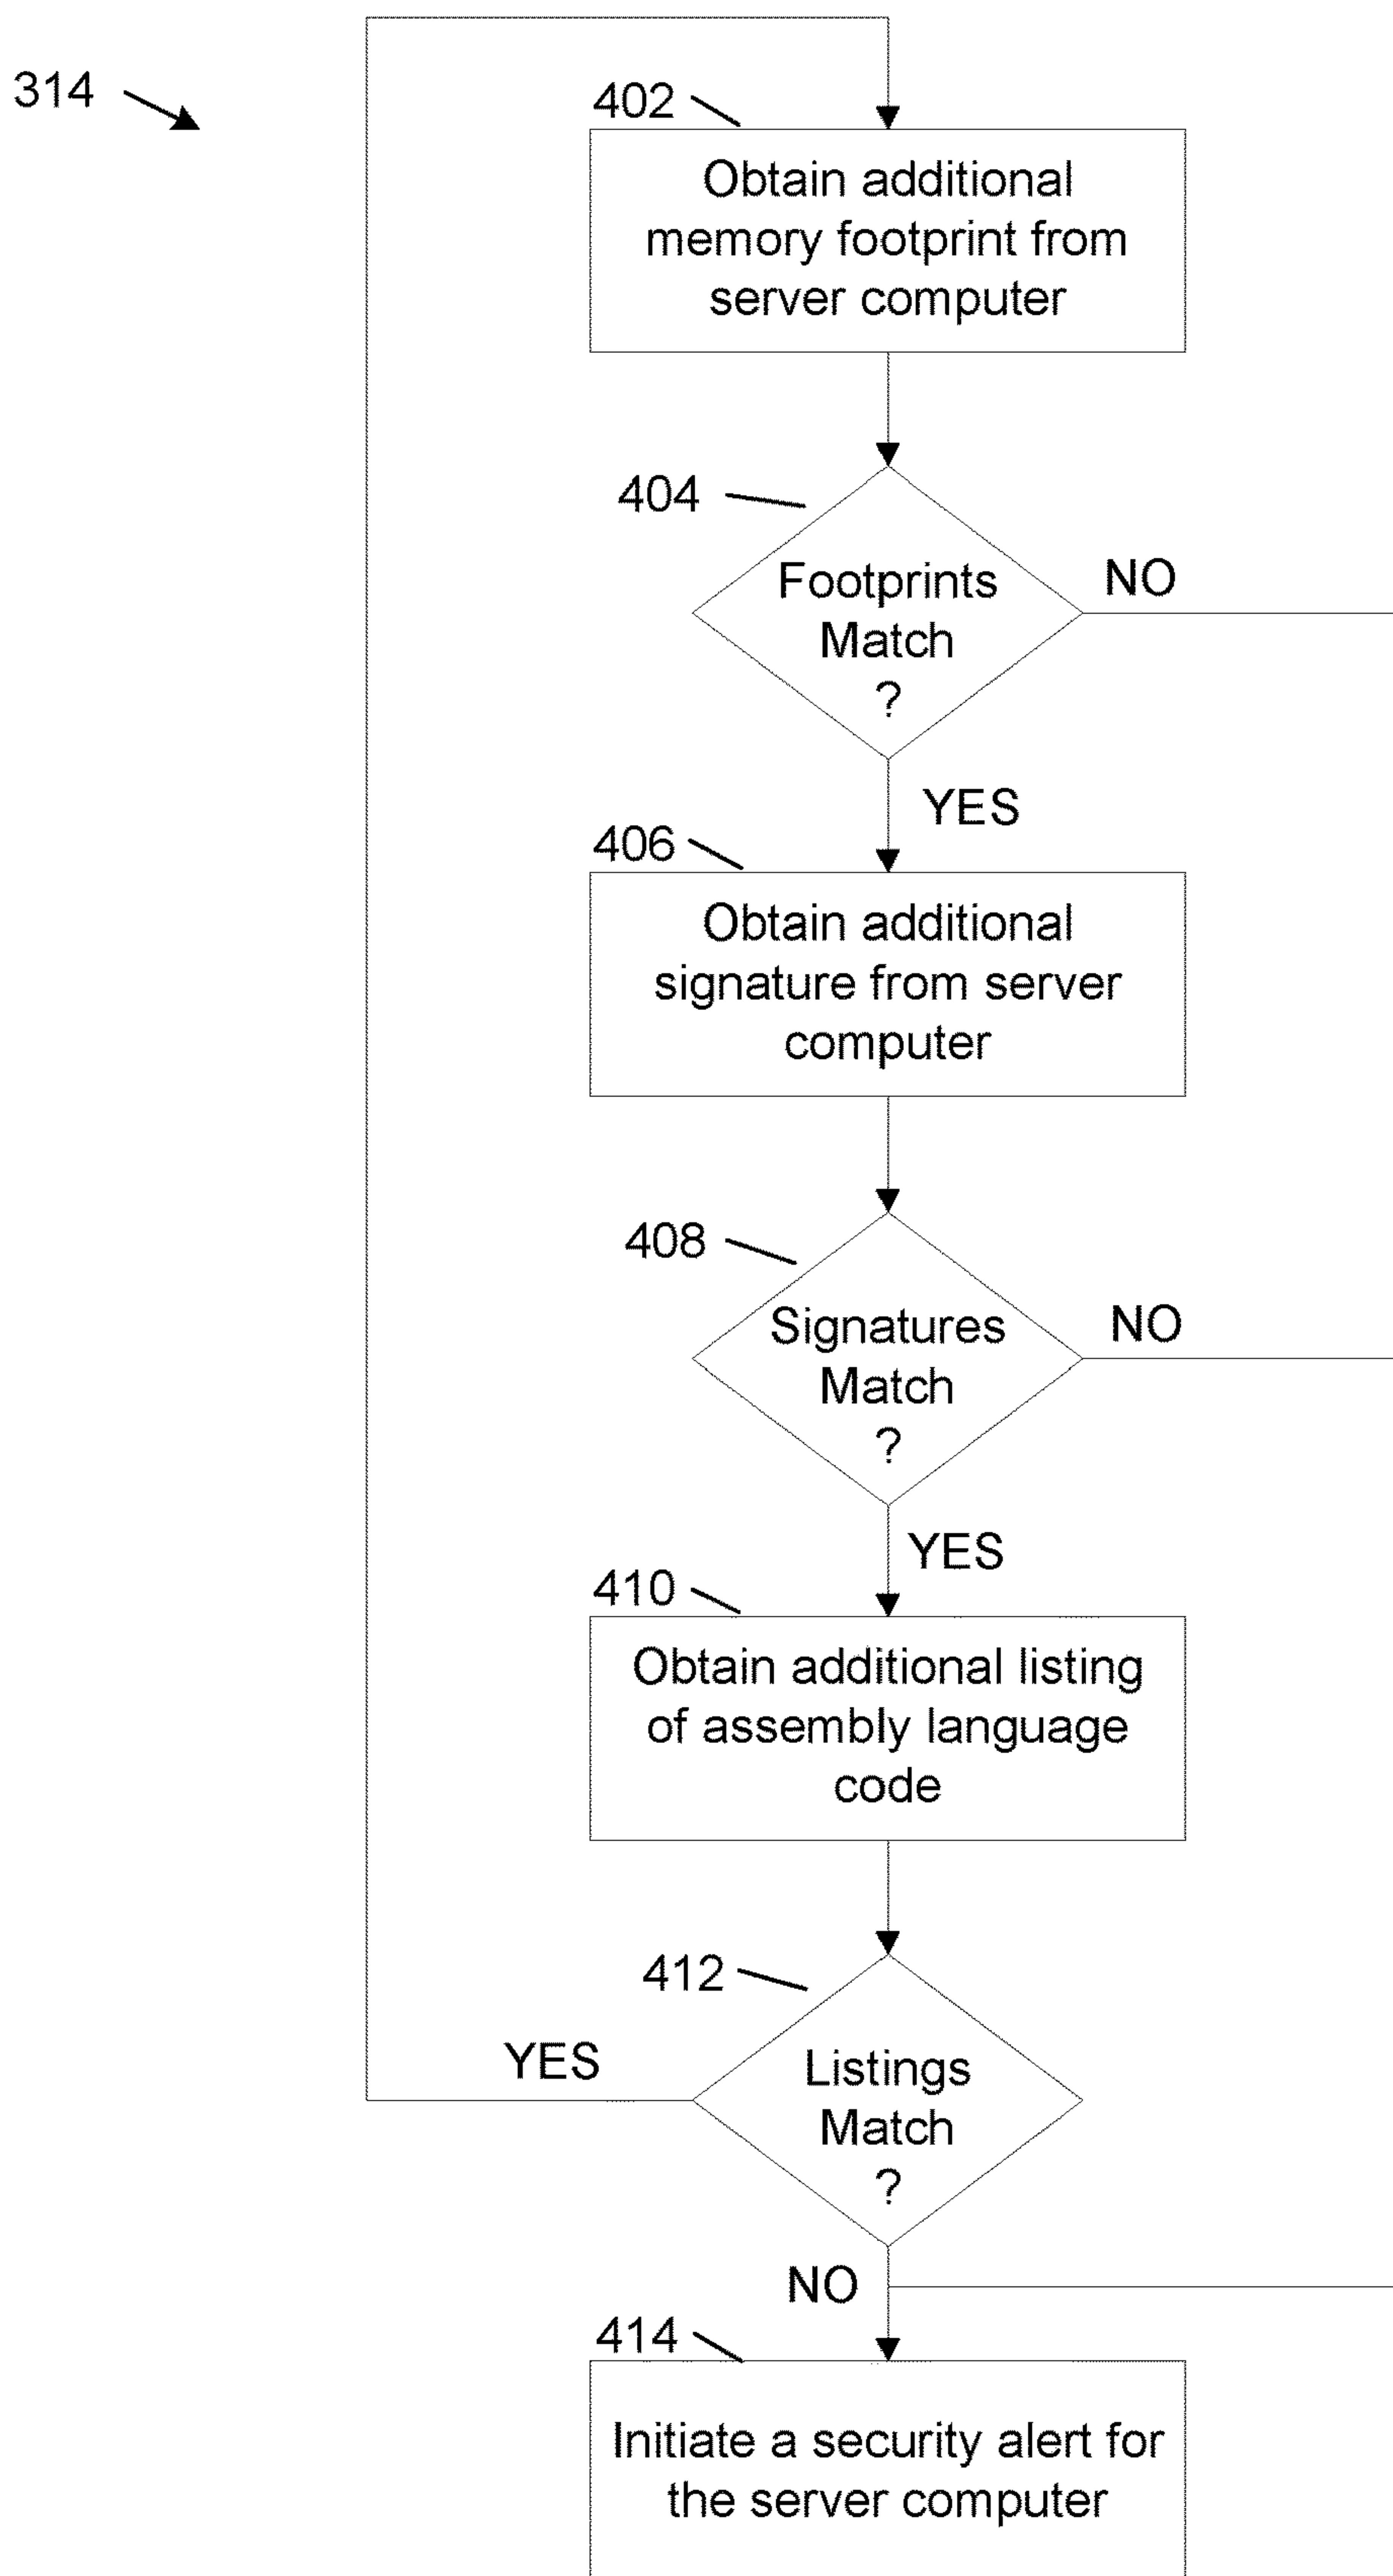 314
402
Obtain additional
memory footprint from
server computer
404
Footprints
Match
?
NO
YES
406
Obtain additional
signature from server
computer
408
Signatures
Match
?
NO
YES
410
Obtain additional listing
of assembly language
code
412
Listings
Match
?
YES
NO
414
Initiate a security alert for
the server computer